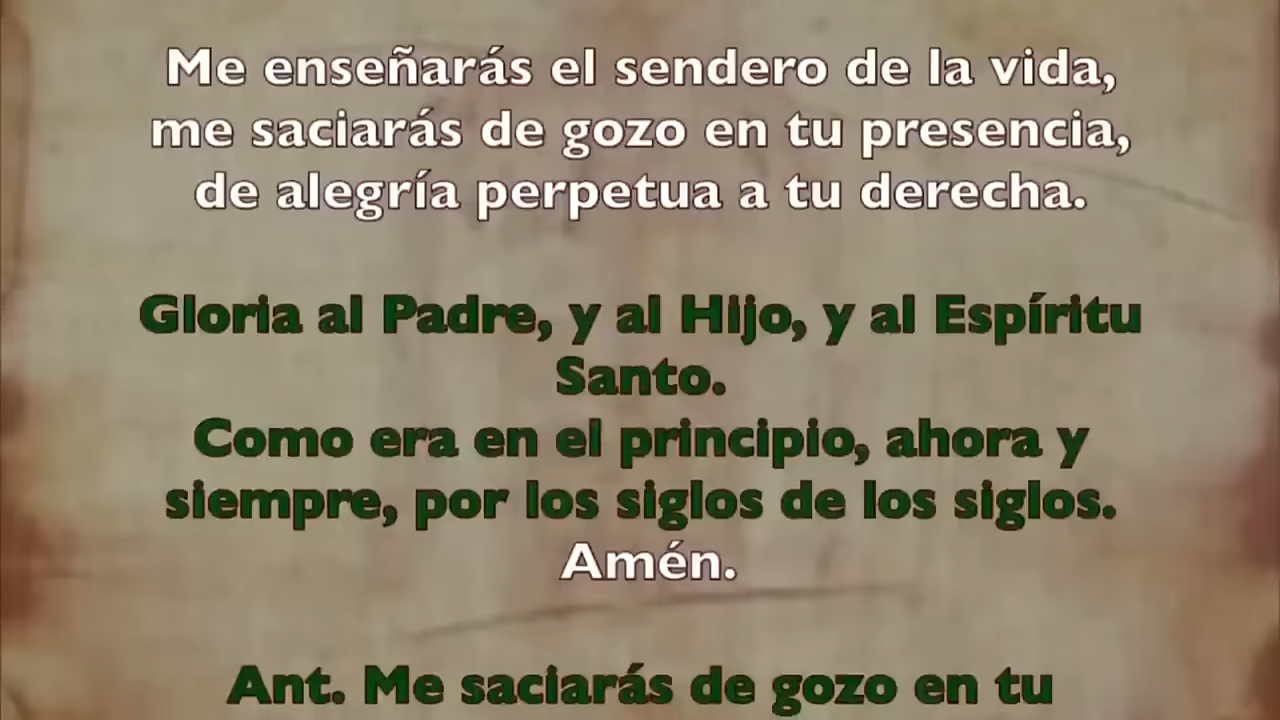 Me enseñarás el sendero de la vida,
me saciarás de gozo en tu presencia,
de alegría perpetua a tu derecha.
Gloria al Padre, y al Hijo, y al Espíritu
Santo.
Como era en el principio, ahora y
siempre, por los siglos de los siglos.
Amén.
Ant. Me saciarás de gozo en tu